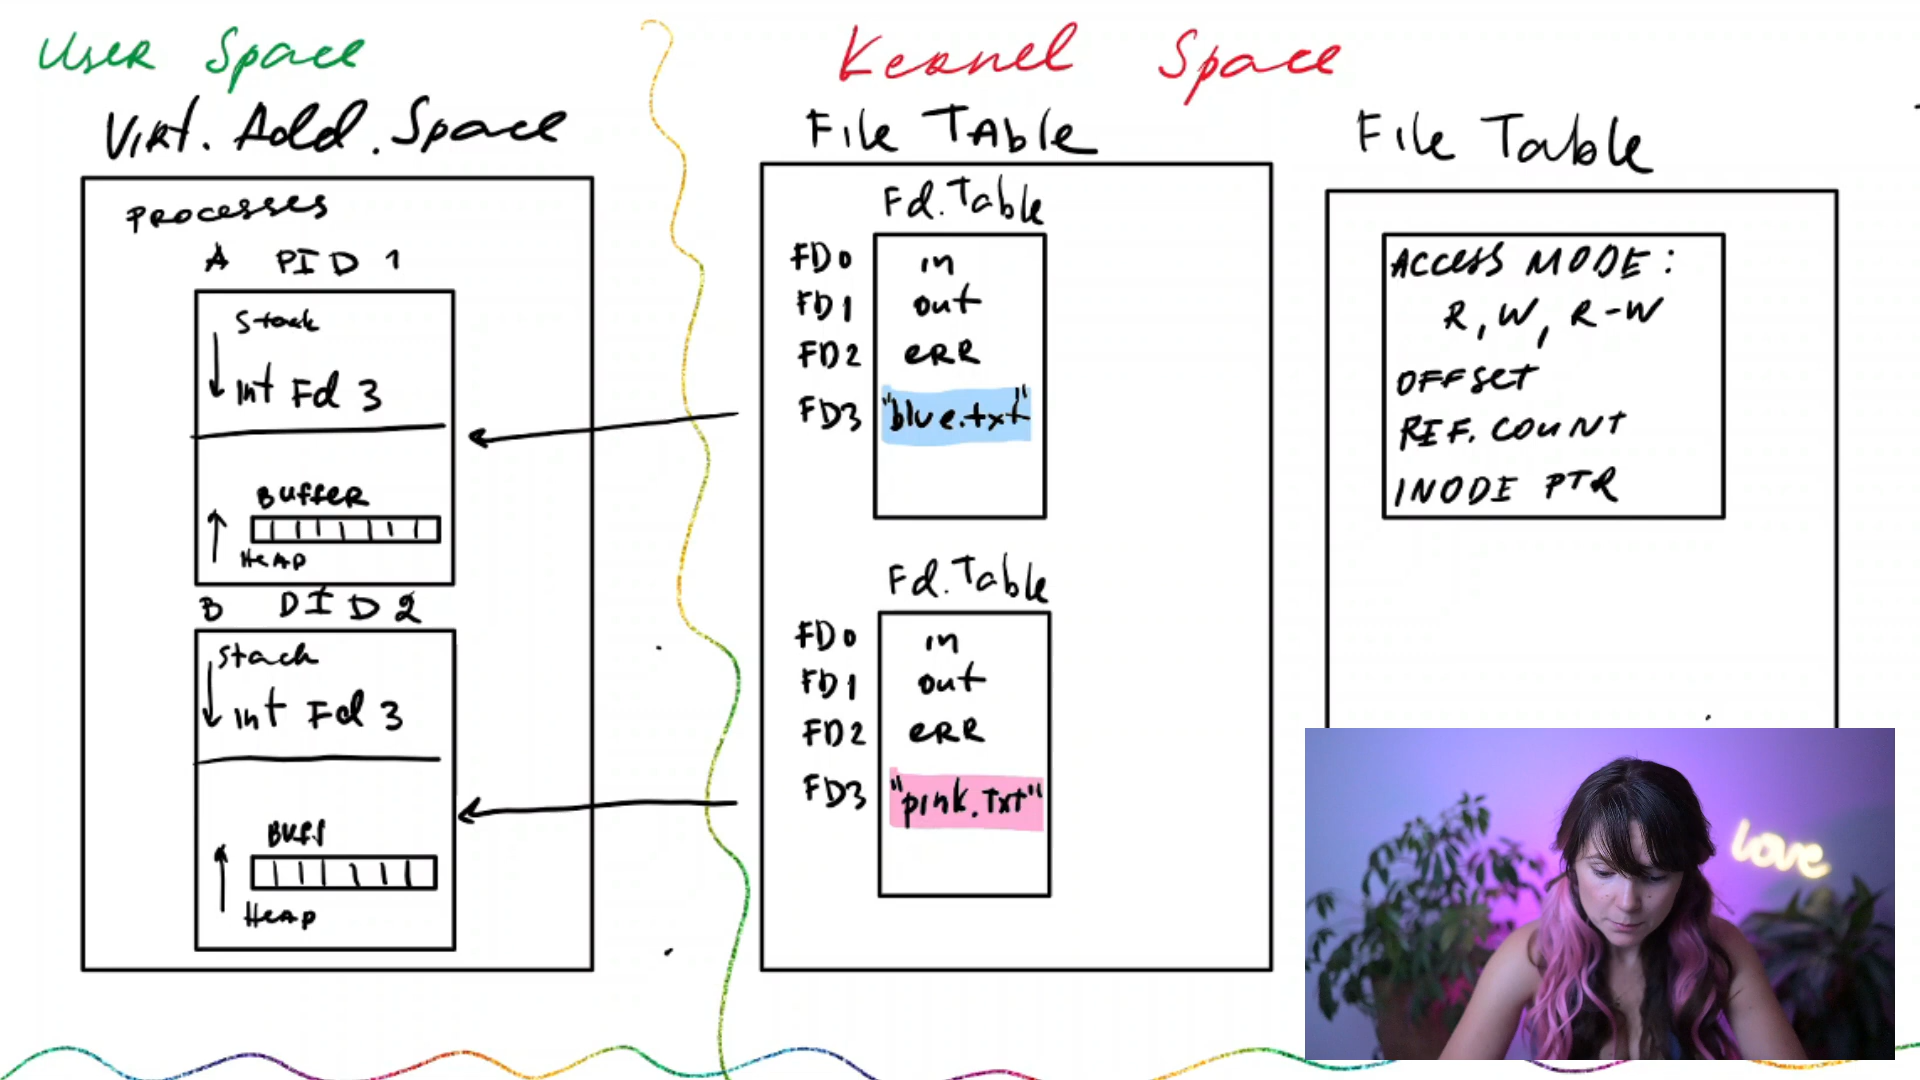 User Space
Kernel Space
Virt. Add. Space
File Table
File Table
Processes
A PID 1
Stack
int Fd 3
Buffer
Heap
B PID 2
Stack
int Fd 3
Buff
Heap
Fd. Table
FD0 in
FD1 out
FD2 eRR
FD3 "blue.txt"
Fd. Table
FD0 in
FD1 out
FD2 eRR
FD3 "pink.txt"
ACCESS MODE:
R, W, R-W
OFFSET
REF. COUNT
INODE PTR
love